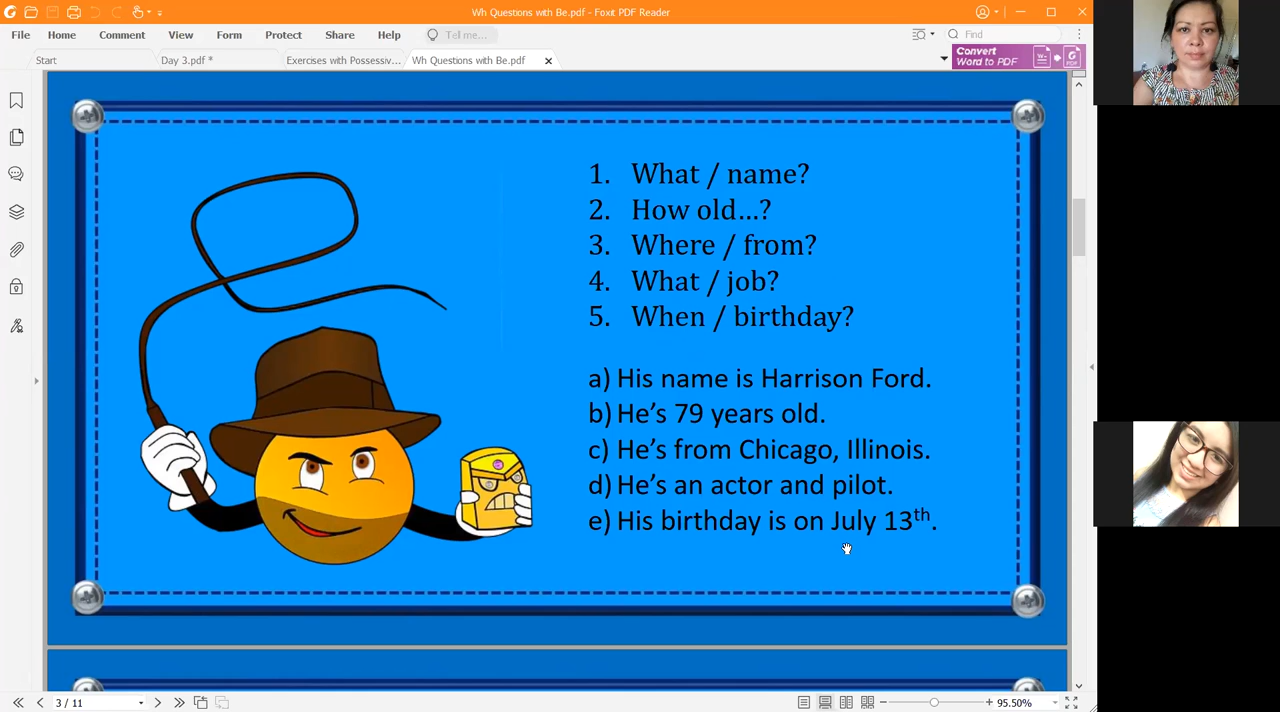 Wh Questions with Be.pdf - Foxit PDF Reader
File Home Comment View Form Protect Share Help Tell me... Find
Start Day 3.pdf * Exercises with Possessiv... Wh Questions with Be.pdf
Convert
Word to PDF
1. What / name?
2. How old...?
3. Where / from?
4. What / job?
5. When / birthday?
a) His name is Harrison Ford.
b) He's 79 years old.
c) He's from Chicago, Illinois.
d) He's an actor and pilot.
e) His birthday is on July 13th.
3 / 11 95.50%